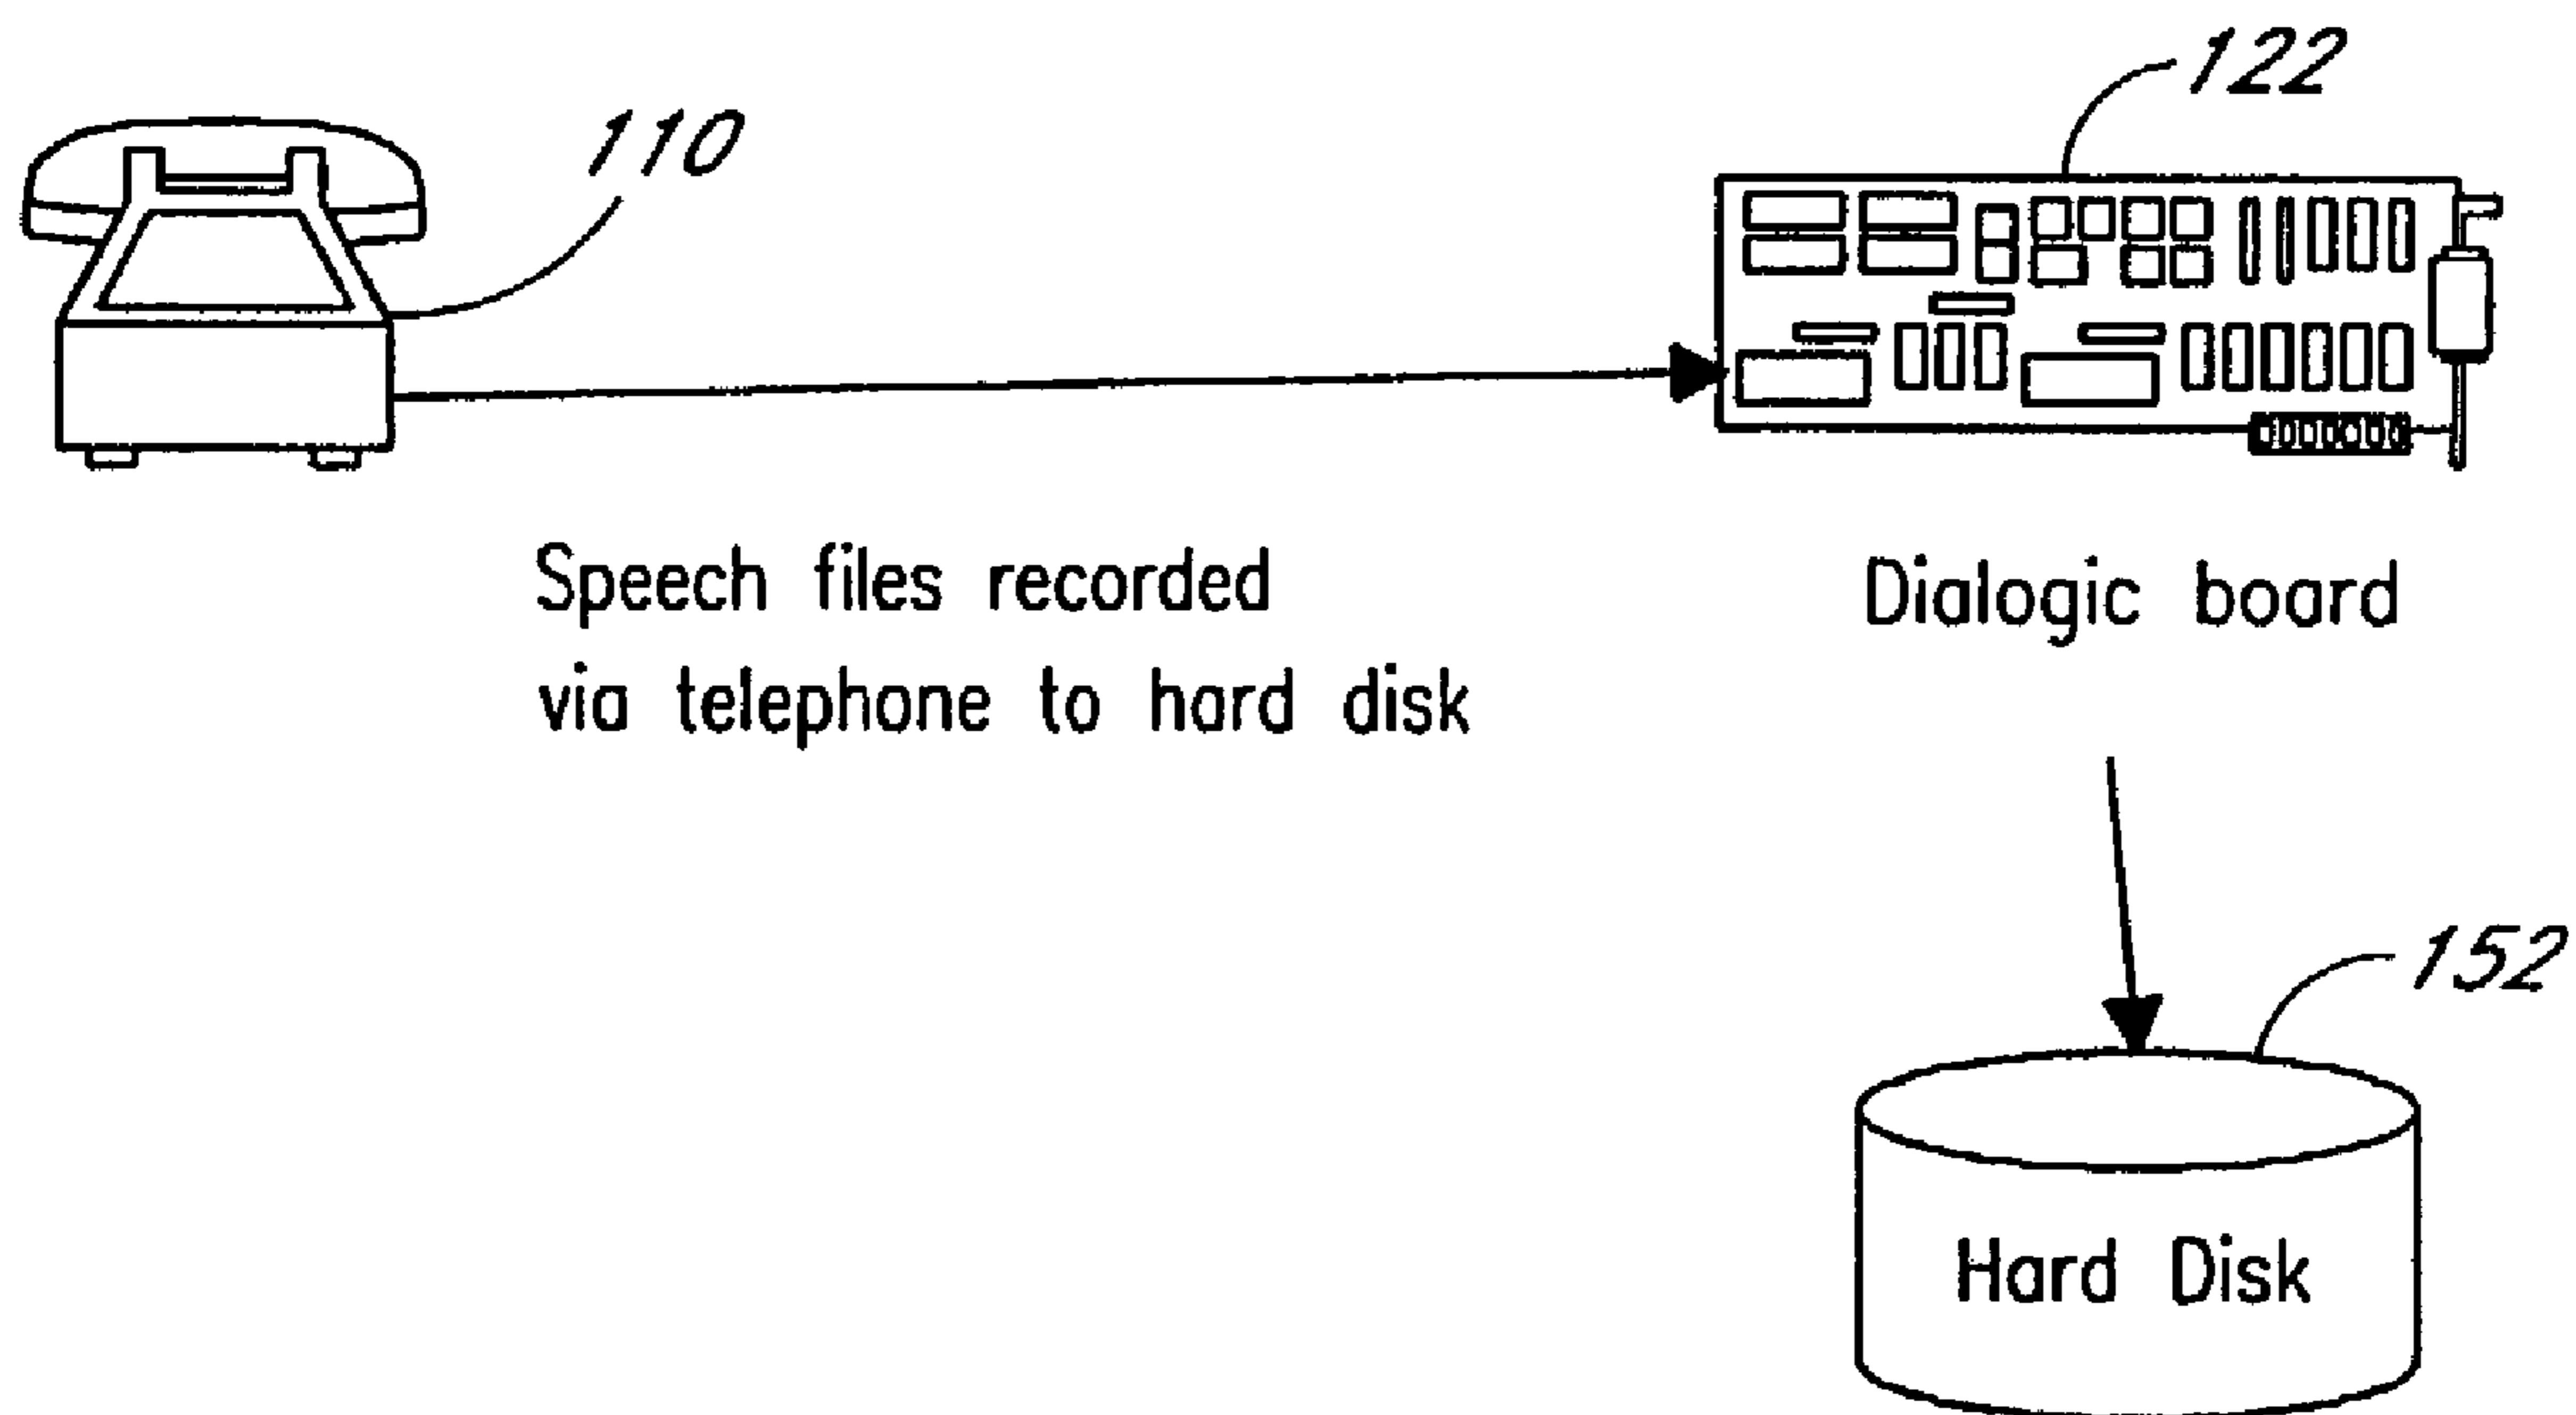 110
122
Speech files recorded
via telephone to hard disk
Dialogic board
152
Hard Disk